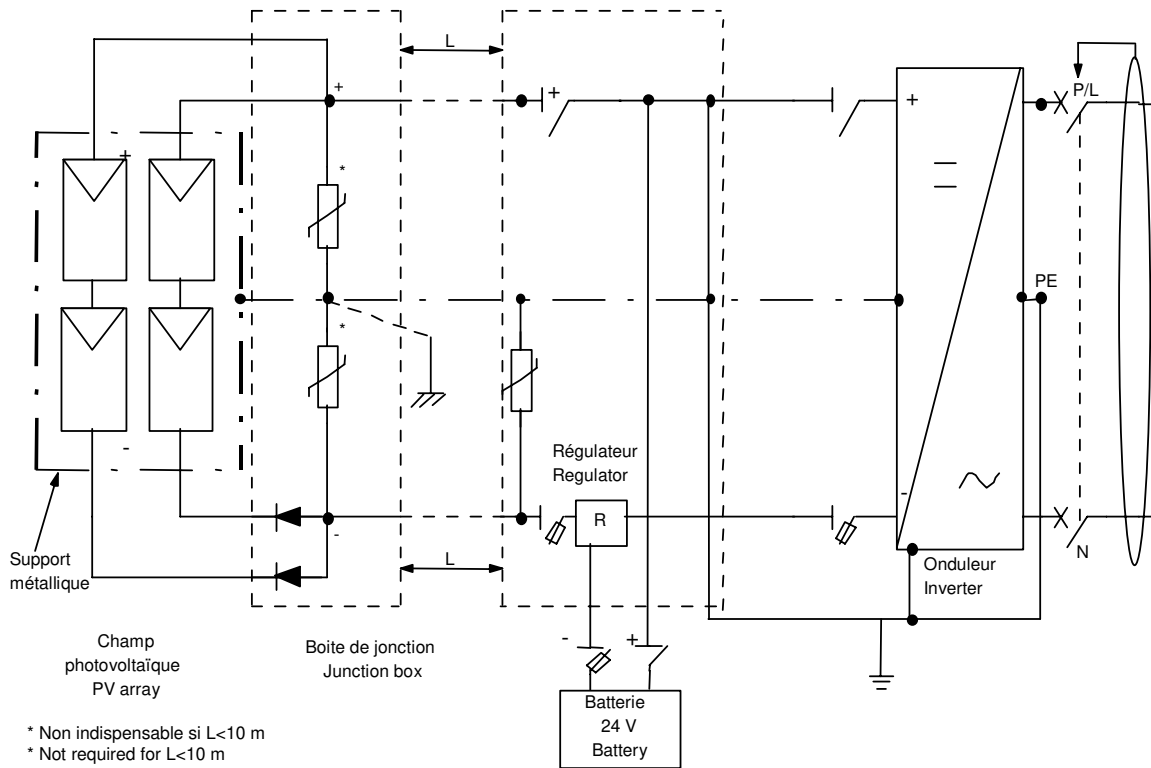 L
+
+
P/L
+
+
*
PE
*
-
Régulateur
Regulator
R
-
-
Support
métallique
L
N
Onduleur
Inverter
Champ
photovoltaïque
PV array
Boite de jonction
Junction box
-
+
Batterie
24 V
Battery
* Non indispensable si L<10 m
* Not required for L<10 m